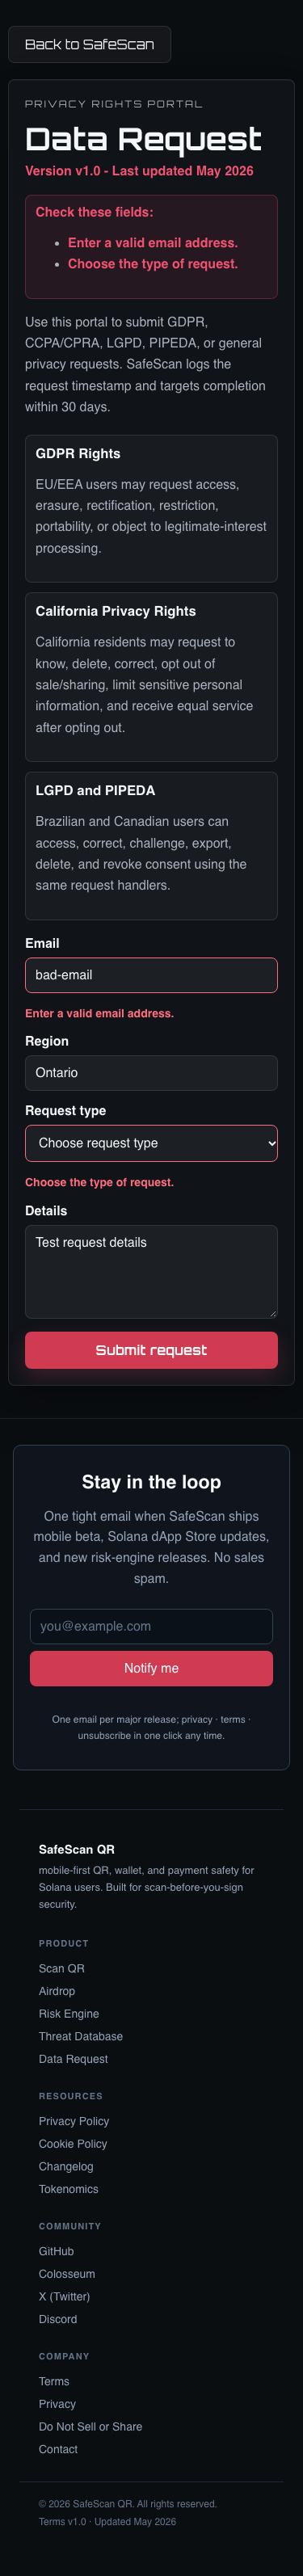 Back to SafeScan
PRIVACY RIGHTS PORTAL
Data Request
Version v1.0 - Last updated May 2026
Check these fields:
• Enter a valid email address.
• Choose the type of request.
Use this portal to submit GDPR,
CCPA/CPRA, LGPD, PIPEDA, or general
privacy requests. SafeScan logs the
request timestamp and targets completion
within 30 days.
GDPR Rights
EU/EEA users may request access,
erasure, rectification, restriction,
portability, or object to legitimate-interest
processing.
California Privacy Rights
California residents may request to
know, delete, correct, opt out of
sale/sharing, limit sensitive personal
information, and receive equal service
after opting out.
LGPD and PIPEDA
Brazilian and Canadian users can
access, correct, challenge, export,
delete, and revoke consent using the
same request handlers.
Email
bad-email
Enter a valid email address.
Region
Ontario
Request type
Choose request type
Choose the type of request.
Details
Test request details
Submit request
Stay in the loop
One tight email when SafeScan ships
mobile beta, Solana dApp Store updates,
and new risk-engine releases. No sales
spam.
you@example.com
Notify me
One email per major release; privacy · terms ·
unsubscribe in one click any time.
SafeScan QR
mobile-first QR, wallet, and payment safety for
Solana users. Built for scan-before-you-sign
security.
PRODUCT
Scan QR
Airdrop
Risk Engine
Threat Database
Data Request
RESOURCES
Privacy Policy
Cookie Policy
Changelog
Tokenomics
COMMUNITY
GitHub
Colosseum
X (Twitter)
Discord
COMPANY
Terms
Privacy
Do Not Sell or Share
Contact
© 2026 SafeScan QR. All rights reserved.
Terms v1.0 · Updated May 2026